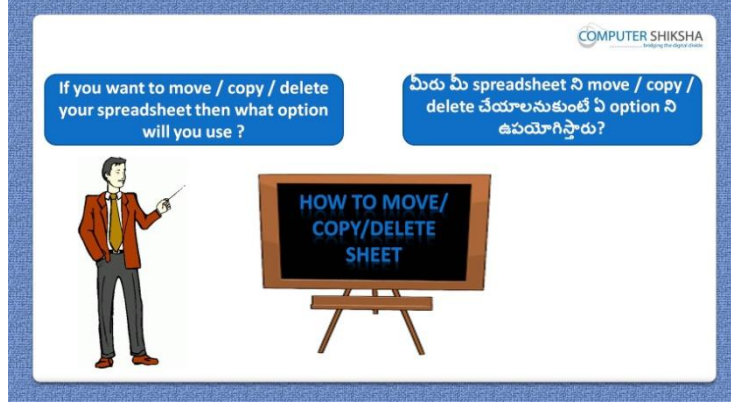 COMPUTER SHIKSHA
bridging the digital divide
If you want to move / copy / delete
your spreadsheet then what option
will you use ?
మీరు మీ spreadsheet ని move / copy /
delete చేయాలనుకుంటే ఏ option ని
ఉపయోగిస్తారు?
HOW TO MOVE/
COPY/DELETE
SHEET